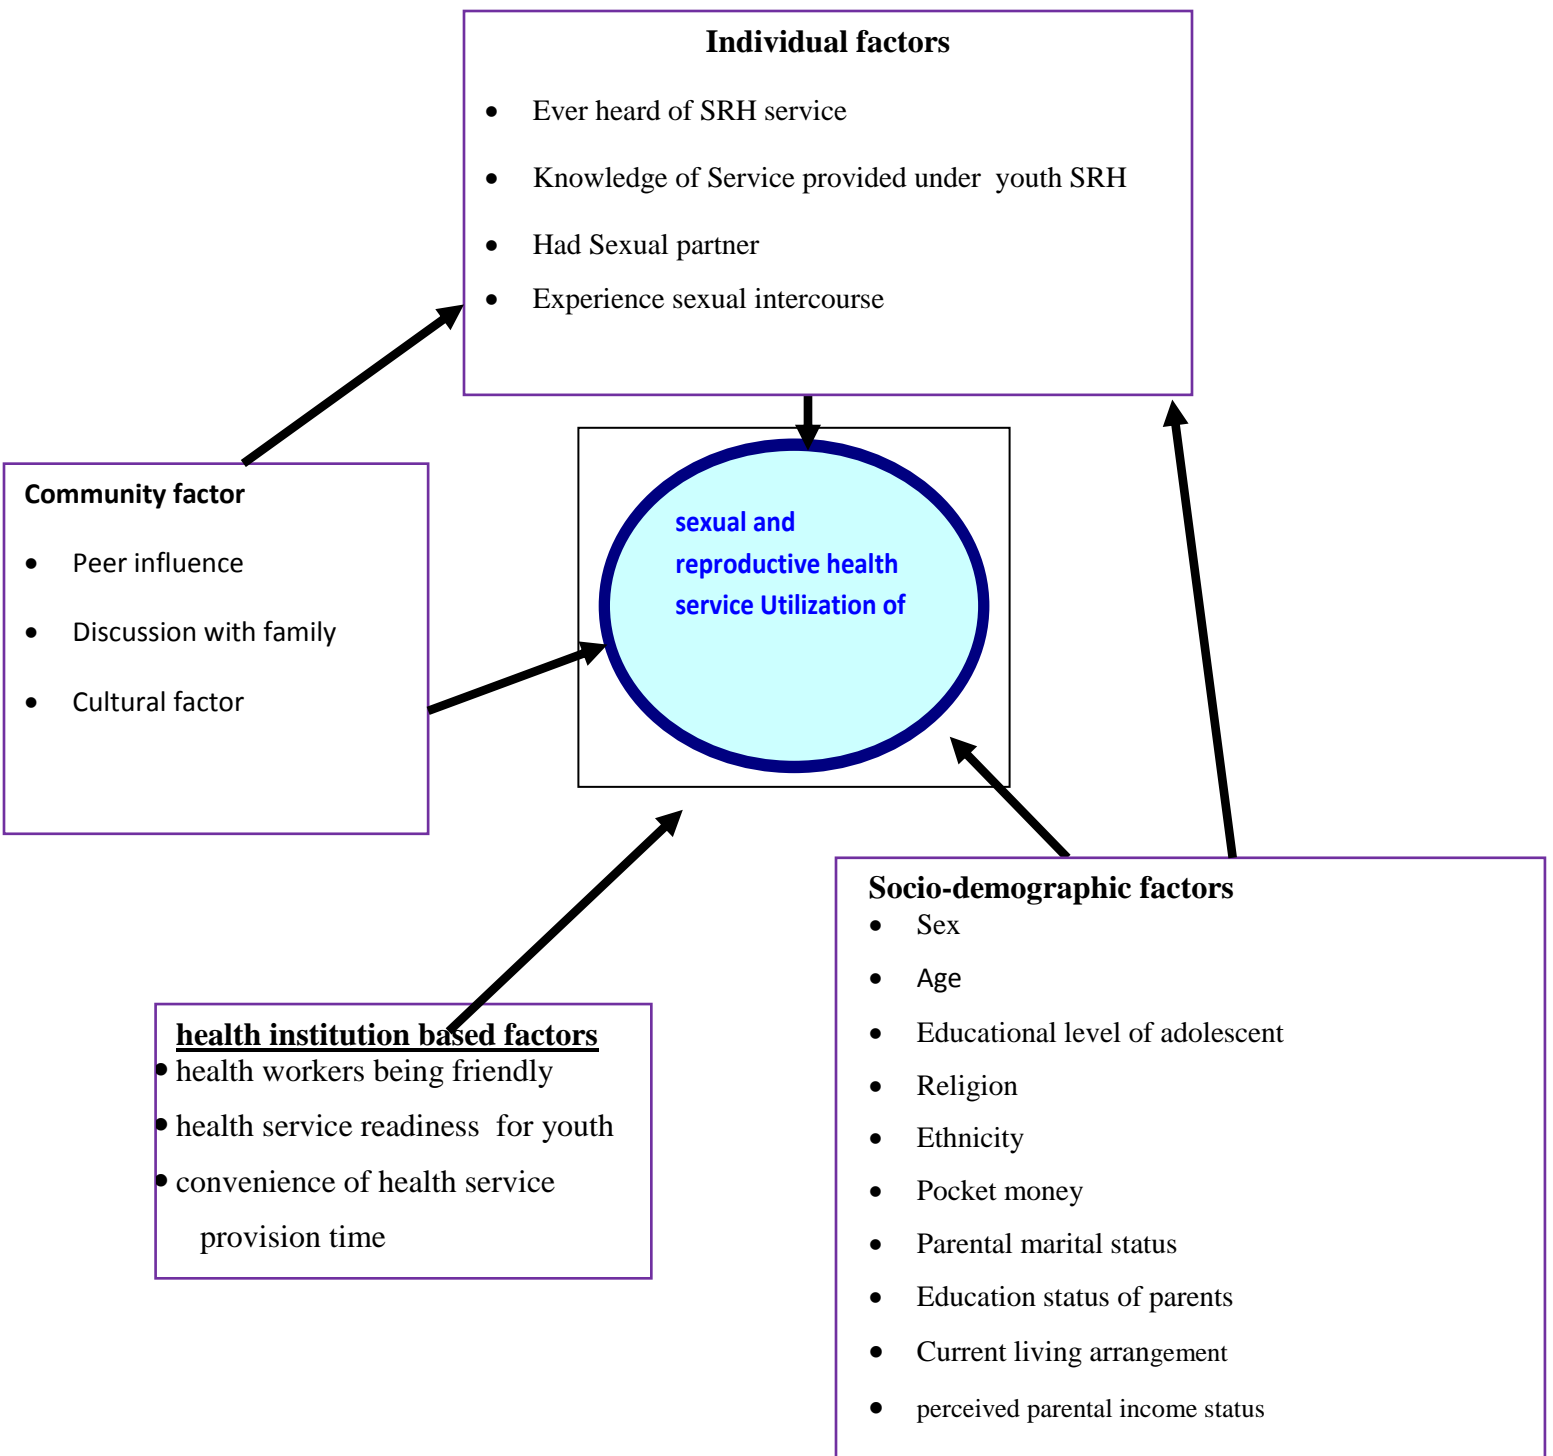 Individual factors
• Ever heard of SRH service
• Knowledge of Service provided under  youth SRH
• Had Sexual partner
• Experience sexual intercourse
Community factor
• Peer influence
• Discussion with family
• Cultural factor
sexual and
reproductive health
service Utilization of
health institution based factors
• health workers being friendly
• health service readiness  for youth
• convenience of health service
provision time
Socio-demographic factors
• Sex
• Age
• Educational level of adolescent
• Religion
• Ethnicity
• Pocket money
• Parental marital status
• Education status of parents
• Current living arrangement
• perceived parental income status